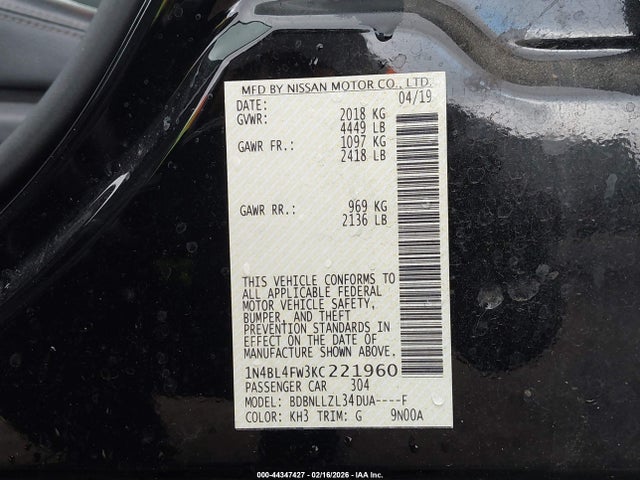 MFD BY NISSAN MOTOR CO., LTD.
DATE: 04/19
GVWR: 2018 KG
4449 LB
GAWR FR.: 1097 KG
2418 LB
GAWR RR.: 969 KG
2136 LB
THIS VEHICLE CONFORMS TO
ALL APPLICABLE FEDERAL
MOTOR VEHICLE SAFETY,
BUMPER, AND THEFT
PREVENTION STANDARDS IN
EFFECT ON THE DATE OF
MANUFACTURE SHOWN ABOVE.
1N4BL4FW3KC221960
PASSENGER CAR 304
MODEL: BDBNLLZL34DUA----F
COLOR: KH3 TRIM: G 9N00A
000-44347427 - 02/16/2026 - IAA Inc.